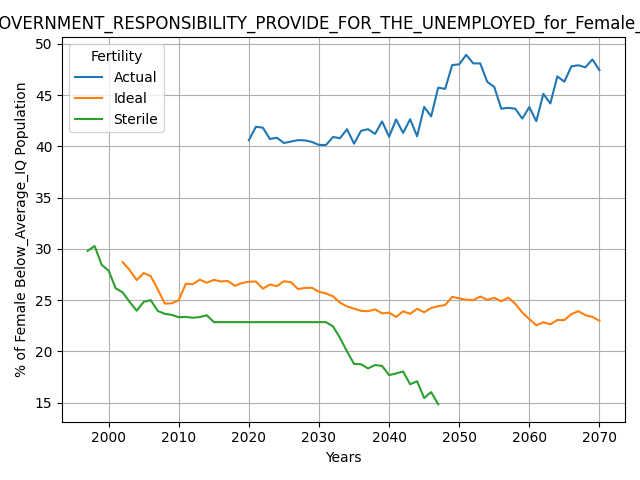 OVERNMENT_RESPONSIBILITY_PROVIDE_FOR_THE_UNEMPLOYED_for_Female_
Fertility
Actual
Ideal
Sterile
% of Female Below_Average_IQ Population
50
45
40
35
30
25
20
15
2000 2010 2020 2030 2040 2050 2060 2070
Years